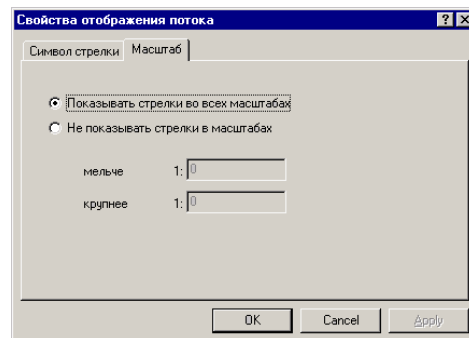 Свойства отображения потока
Символ стрелки Масштаб
Показывать стрелки во всех масштабах
Не показывать стрелки в масштабах
мельче 1: 0
крупнее 1: 0
OK Cancel Apply